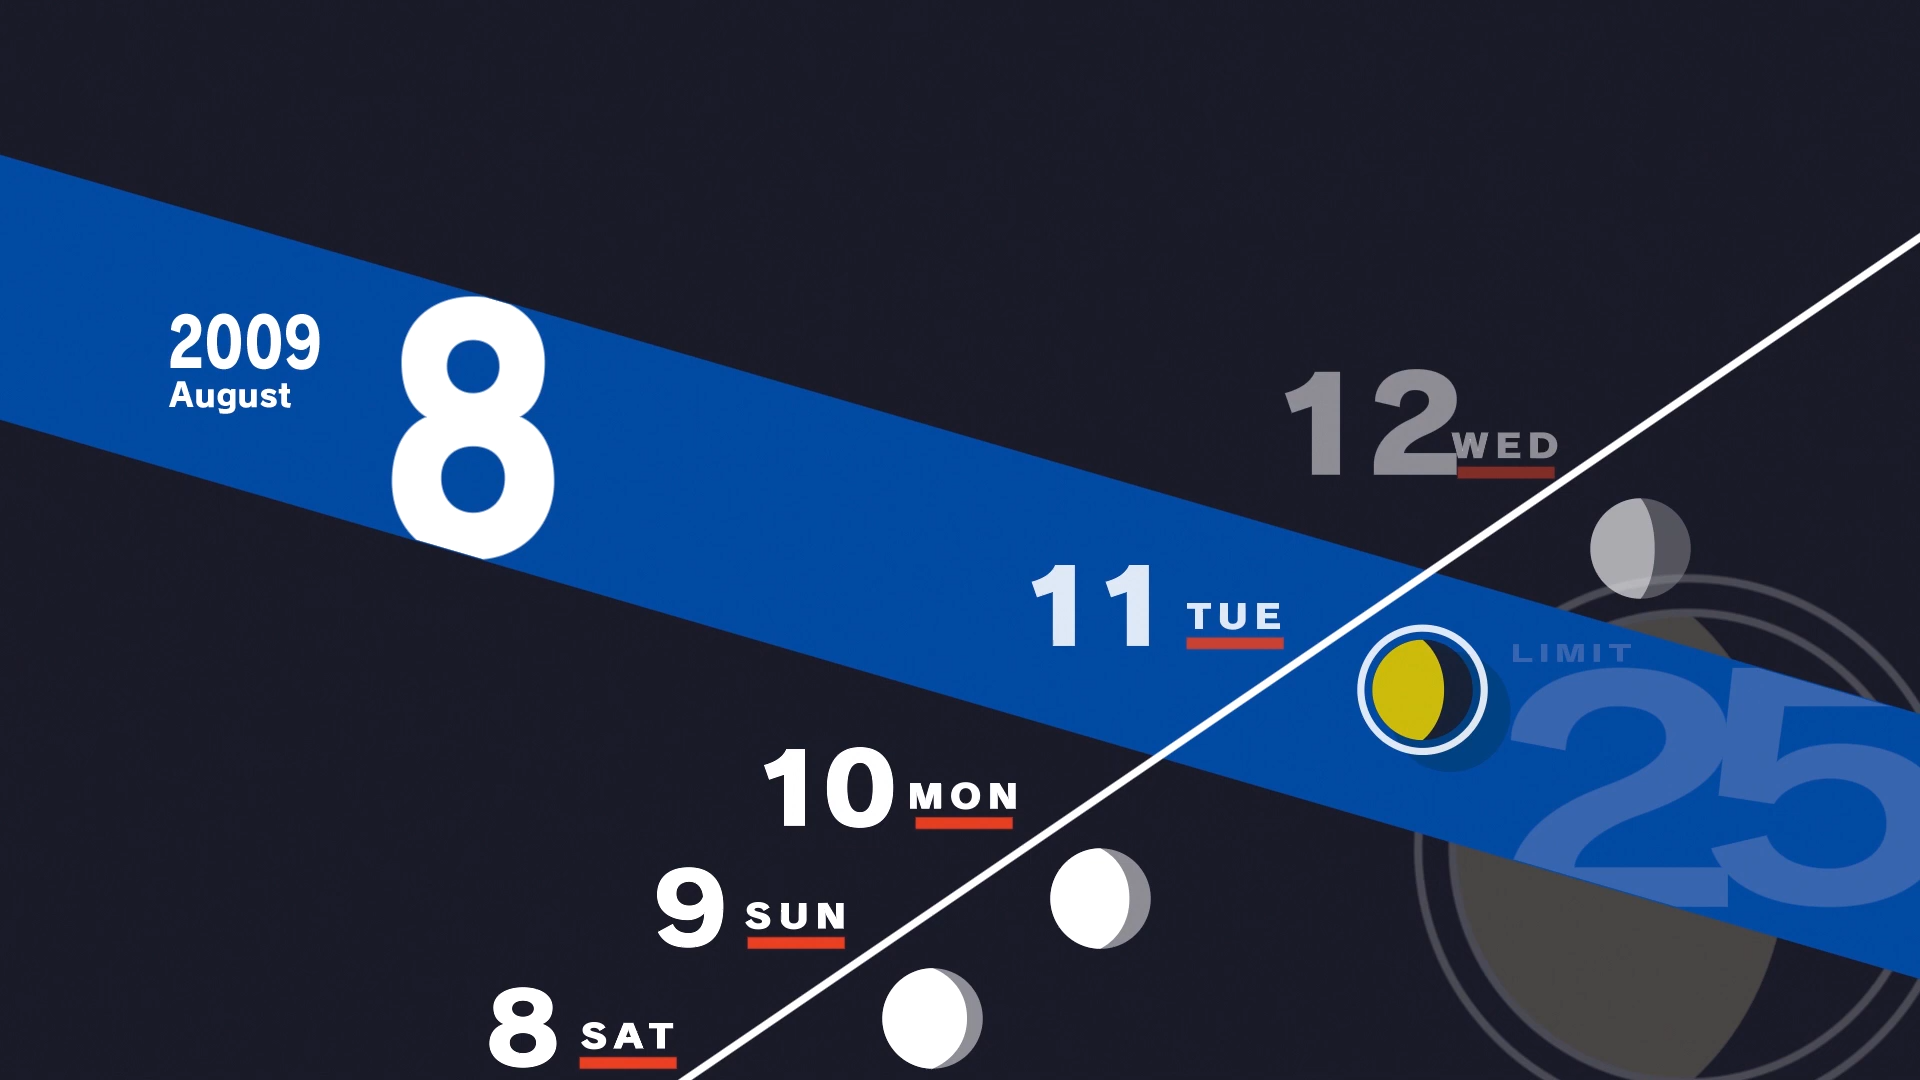 2009
August
8
12 WED
11 TUE
LIMIT
25
10 MON
9 SUN
8 SAT